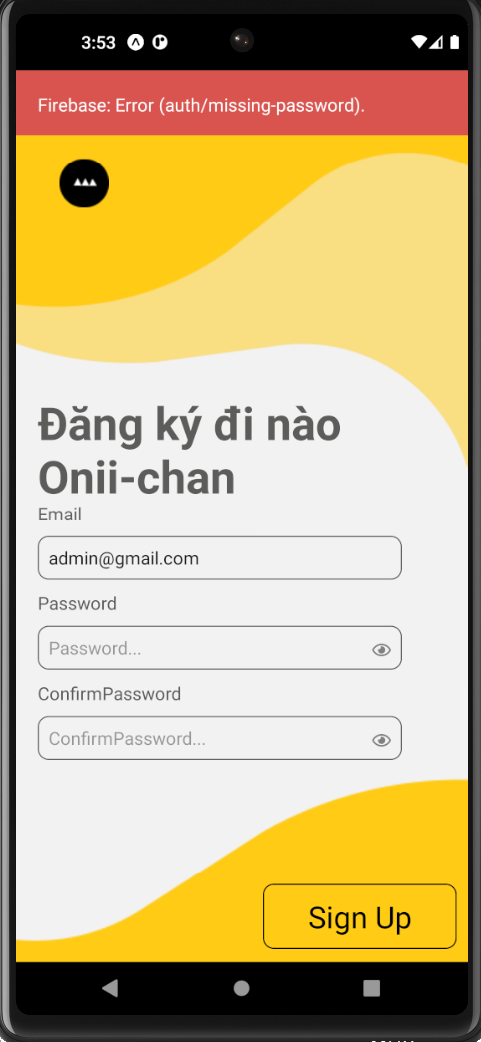 3:53
Firebase: Error (auth/missing-password).
Đăng ký đi nào
Onii-chan
Email
admin@gmail.com
Password
Password...
ConfirmPassword
ConfirmPassword...
Sign Up